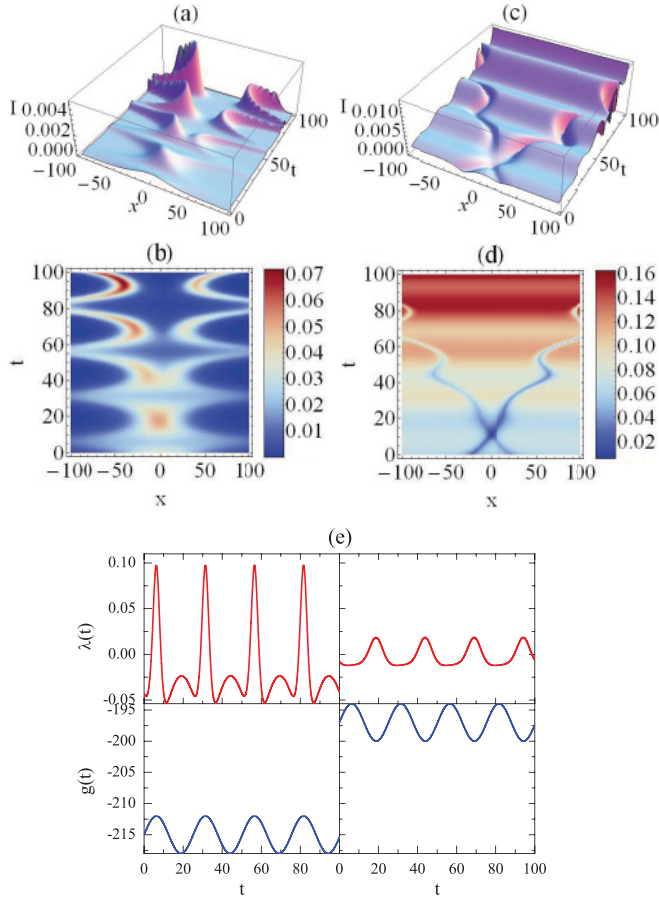 (a) (c)
I 0.004 0.002 0.000 -100 -50 x 0 50 100 0 50 t 100
I 0.010 0.005 0.000 -100 -50 x 0 50 100 0 50 t 100
(b) (d)
100 80 60 40 20 0
t
-100 -50 0 50 100
x
0.07 0.06 0.05 0.04 0.03 0.02 0.01
100 80 60 40 20 0
t
-100 -50 0 50 100
x
0.16 0.14 0.12 0.10 0.08 0.06 0.04 0.02
(e)
λ(t)
0.10
0.05
0.00
-0.05
g(t)
-195
-200
-205
-210
-215
0 20 40 60 80 0 20 40 60 80 100
t t